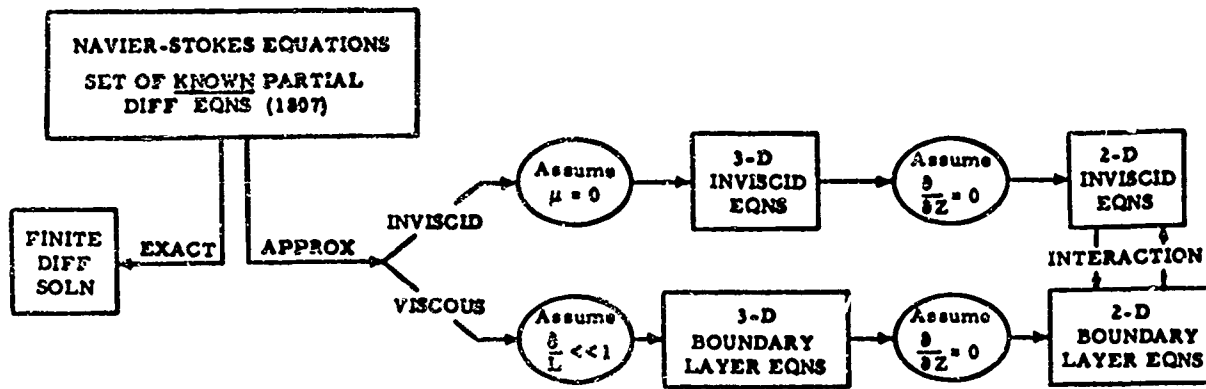 NAVIER-STOKES EQUATIONS
SET OF KNOWN PARTIAL
DIFF EQNS (1807)
FINITE
DIFF
SOLN
EXACT
APPROX
INVISCID
Assume
μ = 0
3-D
INVISCID
EQNS
Assume
∂/∂Z = 0
2-D
INVISCID
EQNS
INTERACTION
VISCOUS
Assume
δ/L << 1
3-D
BOUNDARY
LAYER EQNS
Assume
∂/∂Z = 0
2-D
BOUNDARY
LAYER EQNS